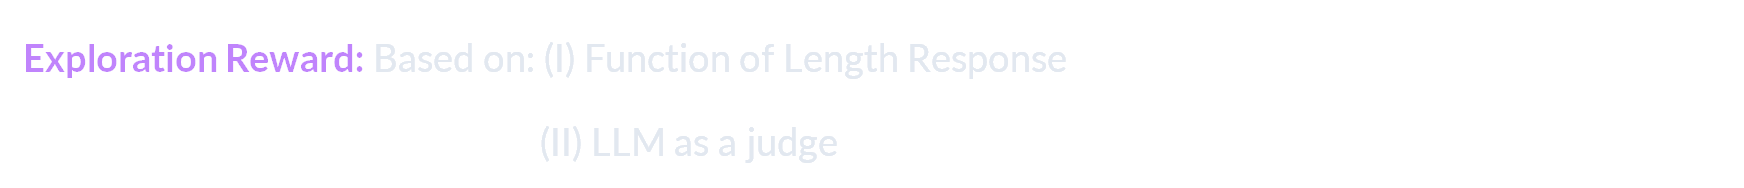 Exploration Reward: Based on: (I) Function of Length Response
(II) LLM as a judge